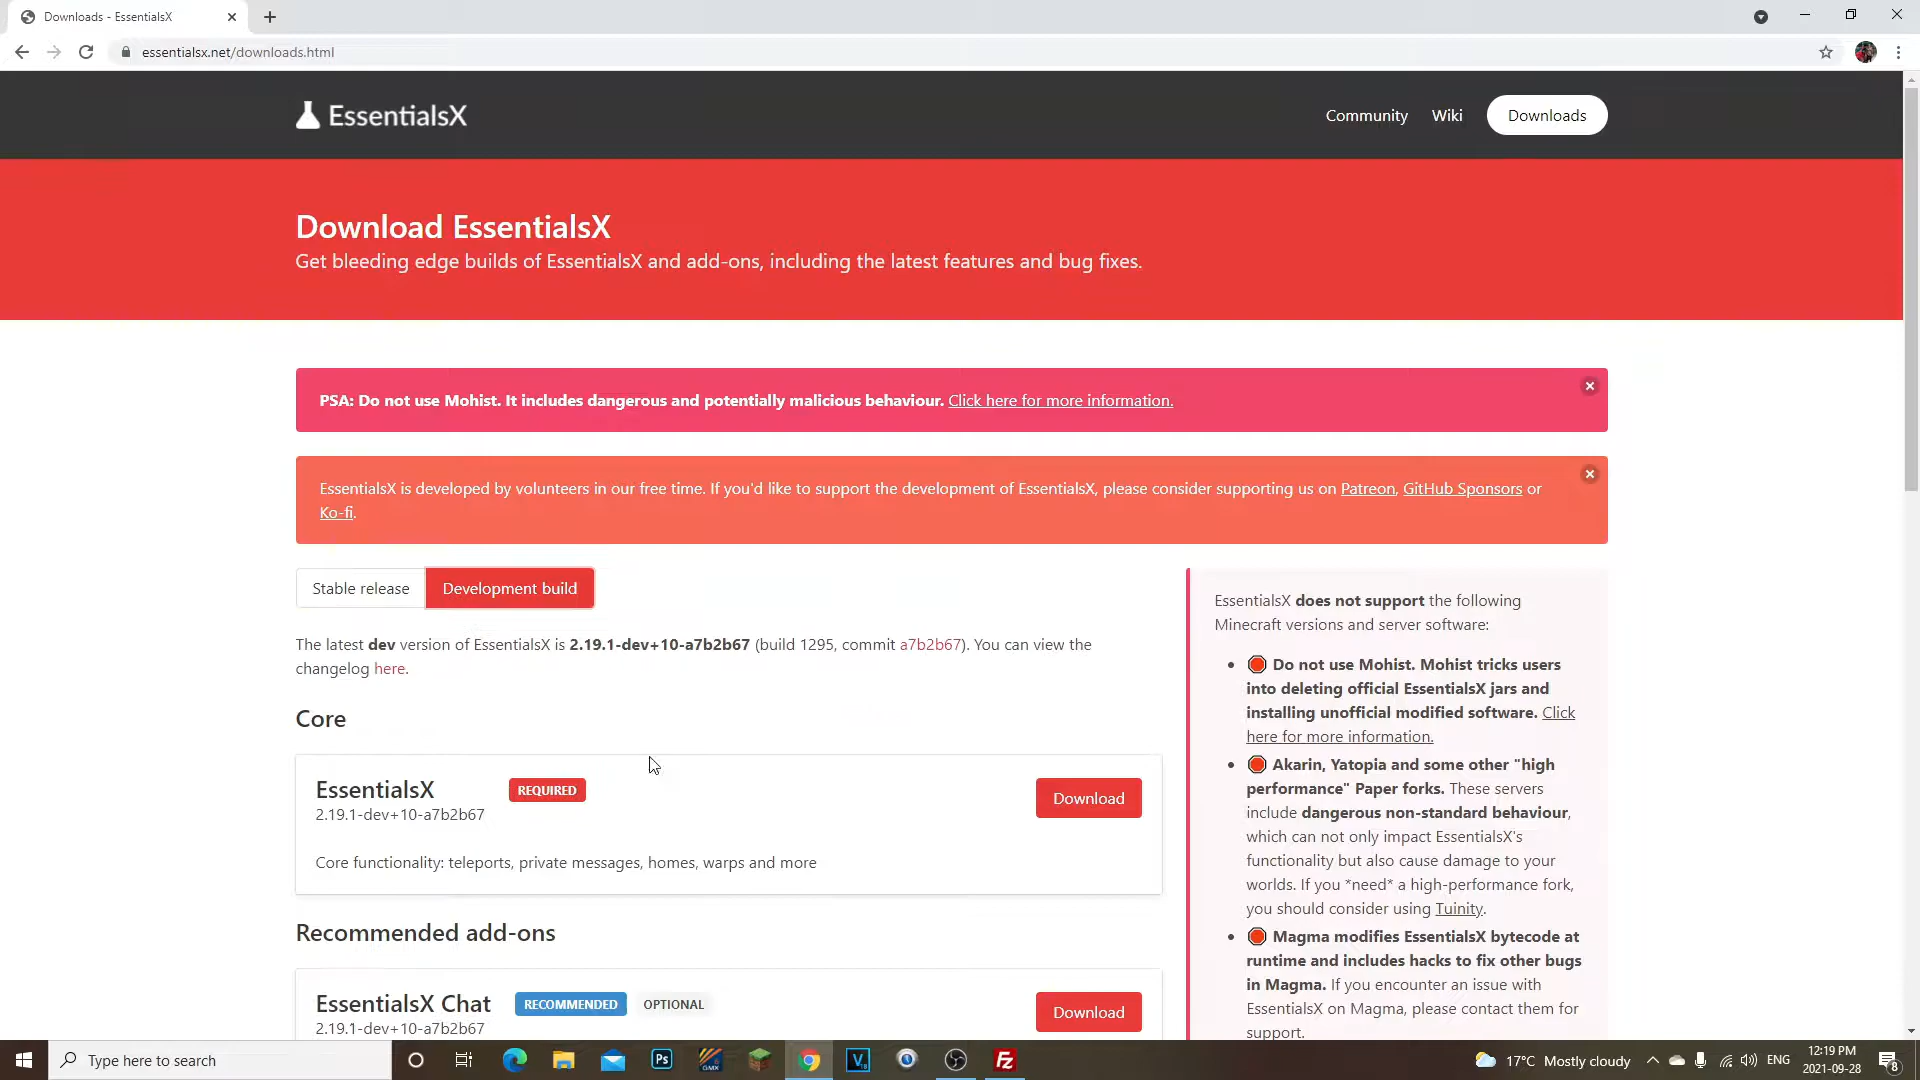 Downloads - EssentialsX
essentialsx.net/downloads.html
EssentialsX
Community
Wiki
Downloads
Download EssentialsX
Get bleeding edge builds of EssentialsX and add-ons, including the latest features and bug fixes.
PSA: Do not use Mohist. It includes dangerous and potentially malicious behaviour. Click here for more information.
EssentialsX is developed by volunteers in our free time. If you'd like to support the development of EssentialsX, please consider supporting us on Patreon, GitHub Sponsors or
Ko-fi.
Stable release
Development build
The latest dev version of EssentialsX is 2.19.1-dev+10-a7b2b67 (build 1295, commit a7b2b67). You can view the
changelog here.
Core
EssentialsX
REQUIRED
2.19.1-dev+10-a7b2b67
Download
Core functionality: teleports, private messages, homes, warps and more
Recommended add-ons
EssentialsX Chat
RECOMMENDED
OPTIONAL
2.19.1-dev+10-a7b2b67
Download
EssentialsX does not support the following
Minecraft versions and server software:
Do not use Mohist. Mohist tricks users
into deleting official EssentialsX jars and
installing unofficial modified software. Click
here for more information.
Akarin, Yatopia and some other "high
performance" Paper forks. These servers
include dangerous non-standard behaviour,
which can not only impact EssentialsX's
functionality but also cause damage to your
worlds. If you *need* a high-performance fork,
you should consider using Tuinity.
Magma modifies EssentialsX bytecode at
runtime and includes hacks to fix other bugs
in Magma. If you encounter an issue with
EssentialsX on Magma, please contact them for
support.
Type here to search
Ps
GMX
V
Fz
17°C Mostly cloudy
ENG
12:19 PM
2021-09-28
8